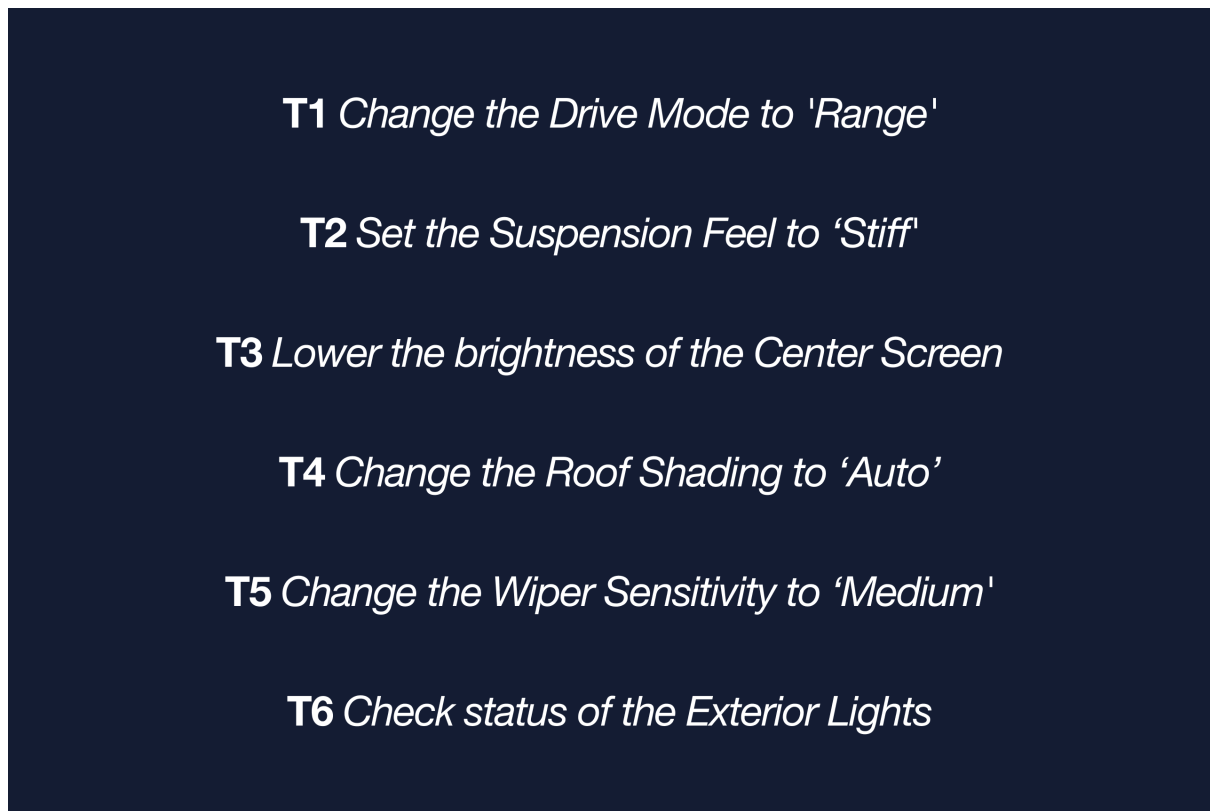 T1 Change the Drive Mode to 'Range'
T2 Set the Suspension Feel to ‘Stiff'
T3 Lower the brightness of the Center Screen
T4 Change the Roof Shading to ‘Auto’
T5 Change the Wiper Sensitivity to ‘Medium'
T6 Check status of the Exterior Lights